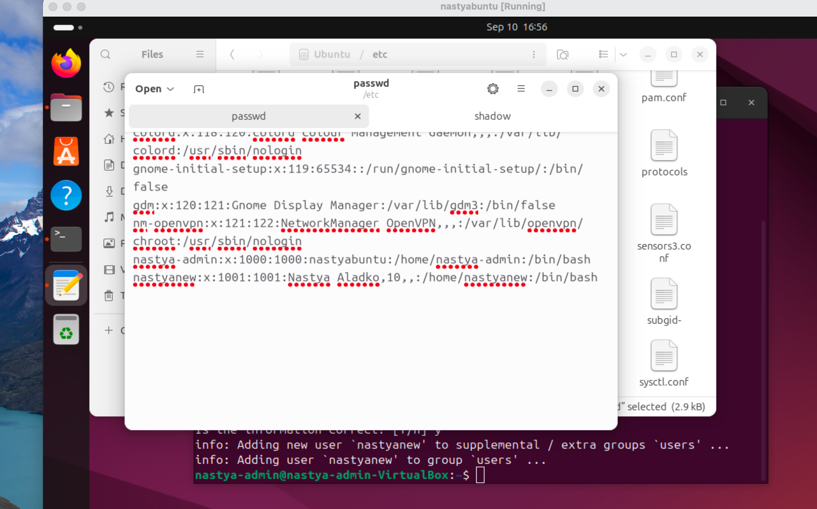 nastyabuntu [Running]
Sep 10 16:56
Files
Ubuntu / etc
Open
passwd
/etc
passwd
shadow
colord:x:118:126:colord colour management daemon,,,:/var/lib/
colord:/usr/sbin/nologin
gnome-initial-setup:x:119:65534::/run/gnome-initial-setup/:/bin/
false
gdm:x:120:121:Gnome Display Manager:/var/lib/gdm3:/bin/false
nm-openvpn:x:121:122:NetworkManager OpenVPN,,,:/var/lib/openvpn/
chroot:/usr/sbin/nologin
nastya-admin:x:1000:1000:nastyabuntu:/home/nastya-admin:/bin/bash
nastyanew:x:1001:1001:Nastya Aladko,10,,:/home/nastyanew:/bin/bash
pam.conf
protocols
sensors3.co
nf
subgid-
sysctl.conf
selected (2.9 kB)
is the information correct? [Y/n] y
info: Adding new user `nastyanew' to supplemental / extra groups `users' ...
info: Adding user `nastyanew' to group `users' ...
nastya-admin@nastya-admin-VirtualBox:~$